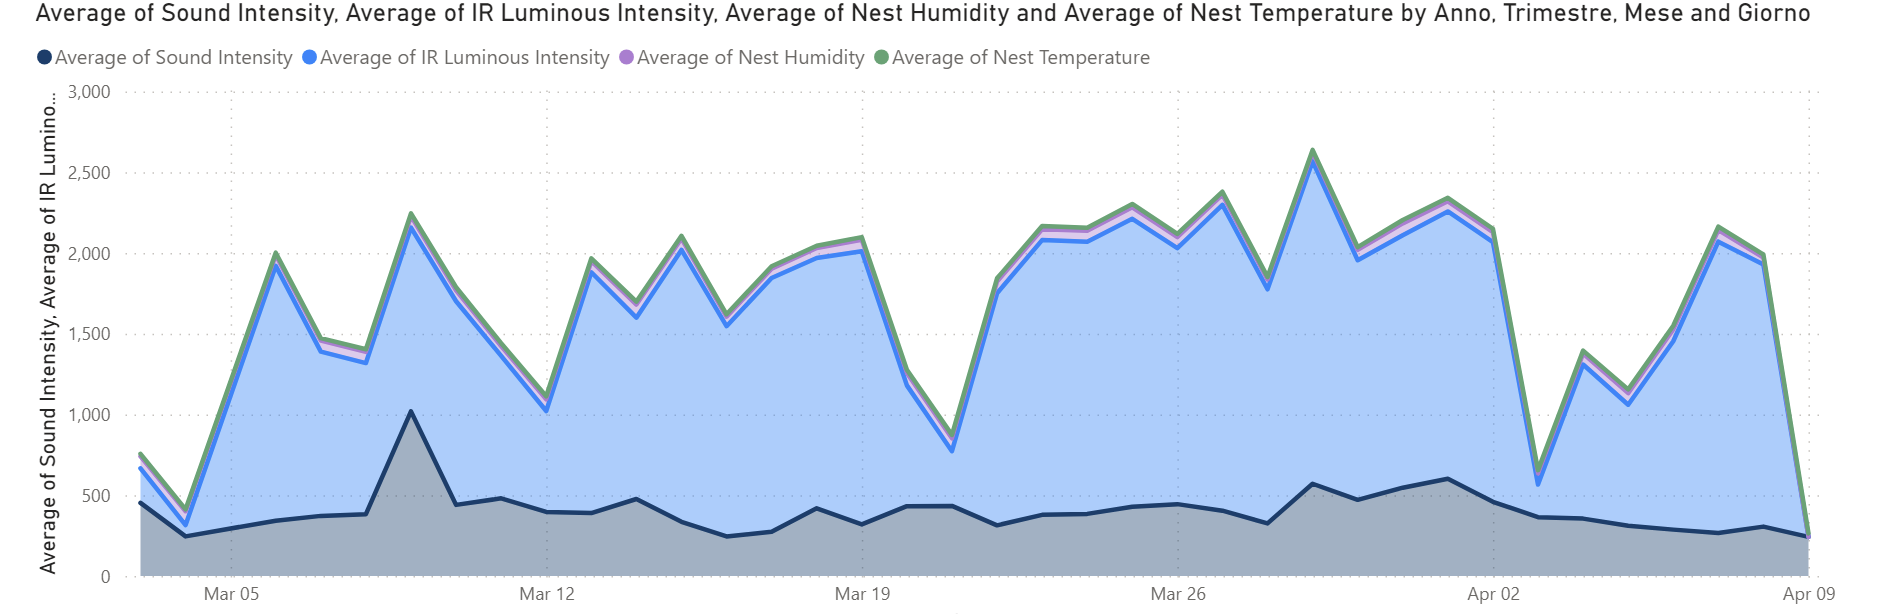 Average of Sound Intensity, Average of IR Luminous Intensity, Average of Nest Humidity and Average of Nest Temperature by Anno, Trimestre, Mese and Giorno
Average of Sound Intensity Average of IR Luminous Intensity Average of Nest Humidity Average of Nest Temperature
Average of Sound Intensity, Average of IR Lumino...
3,000
2,500
2,000
1,500
1,000
500
0
Mar 05 Mar 12 Mar 19 Mar 26 Apr 02 Apr 09